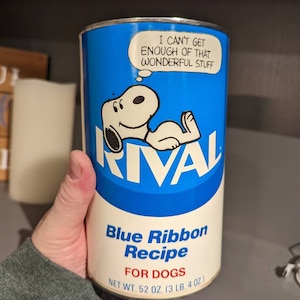 I CAN'T GET
ENOUGH OF THAT
WONDERFUL STUFF
RIVAL
Blue Ribbon
Recipe
FOR DOGS
NET WT. 52 OZ. (3 LB. 4 OZ.)